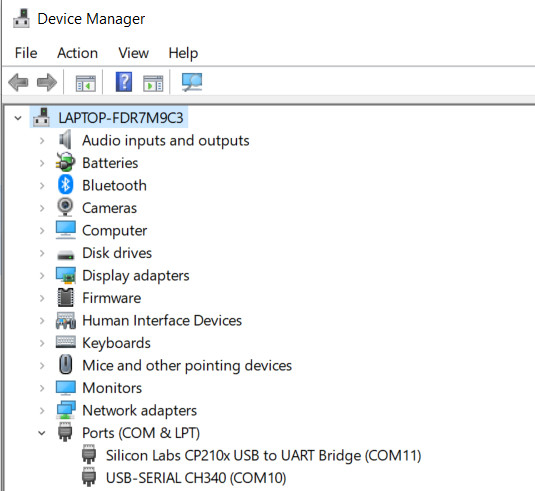 Device Manager
File Action View Help
LAPTOP-FDR7M9C3
Audio inputs and outputs
Batteries
Bluetooth
Cameras
Computer
Disk drives
Display adapters
Firmware
Human Interface Devices
Keyboards
Mice and other pointing devices
Monitors
Network adapters
Ports (COM & LPT)
Silicon Labs CP210x USB to UART Bridge (COM11)
USB-SERIAL CH340 (COM10)